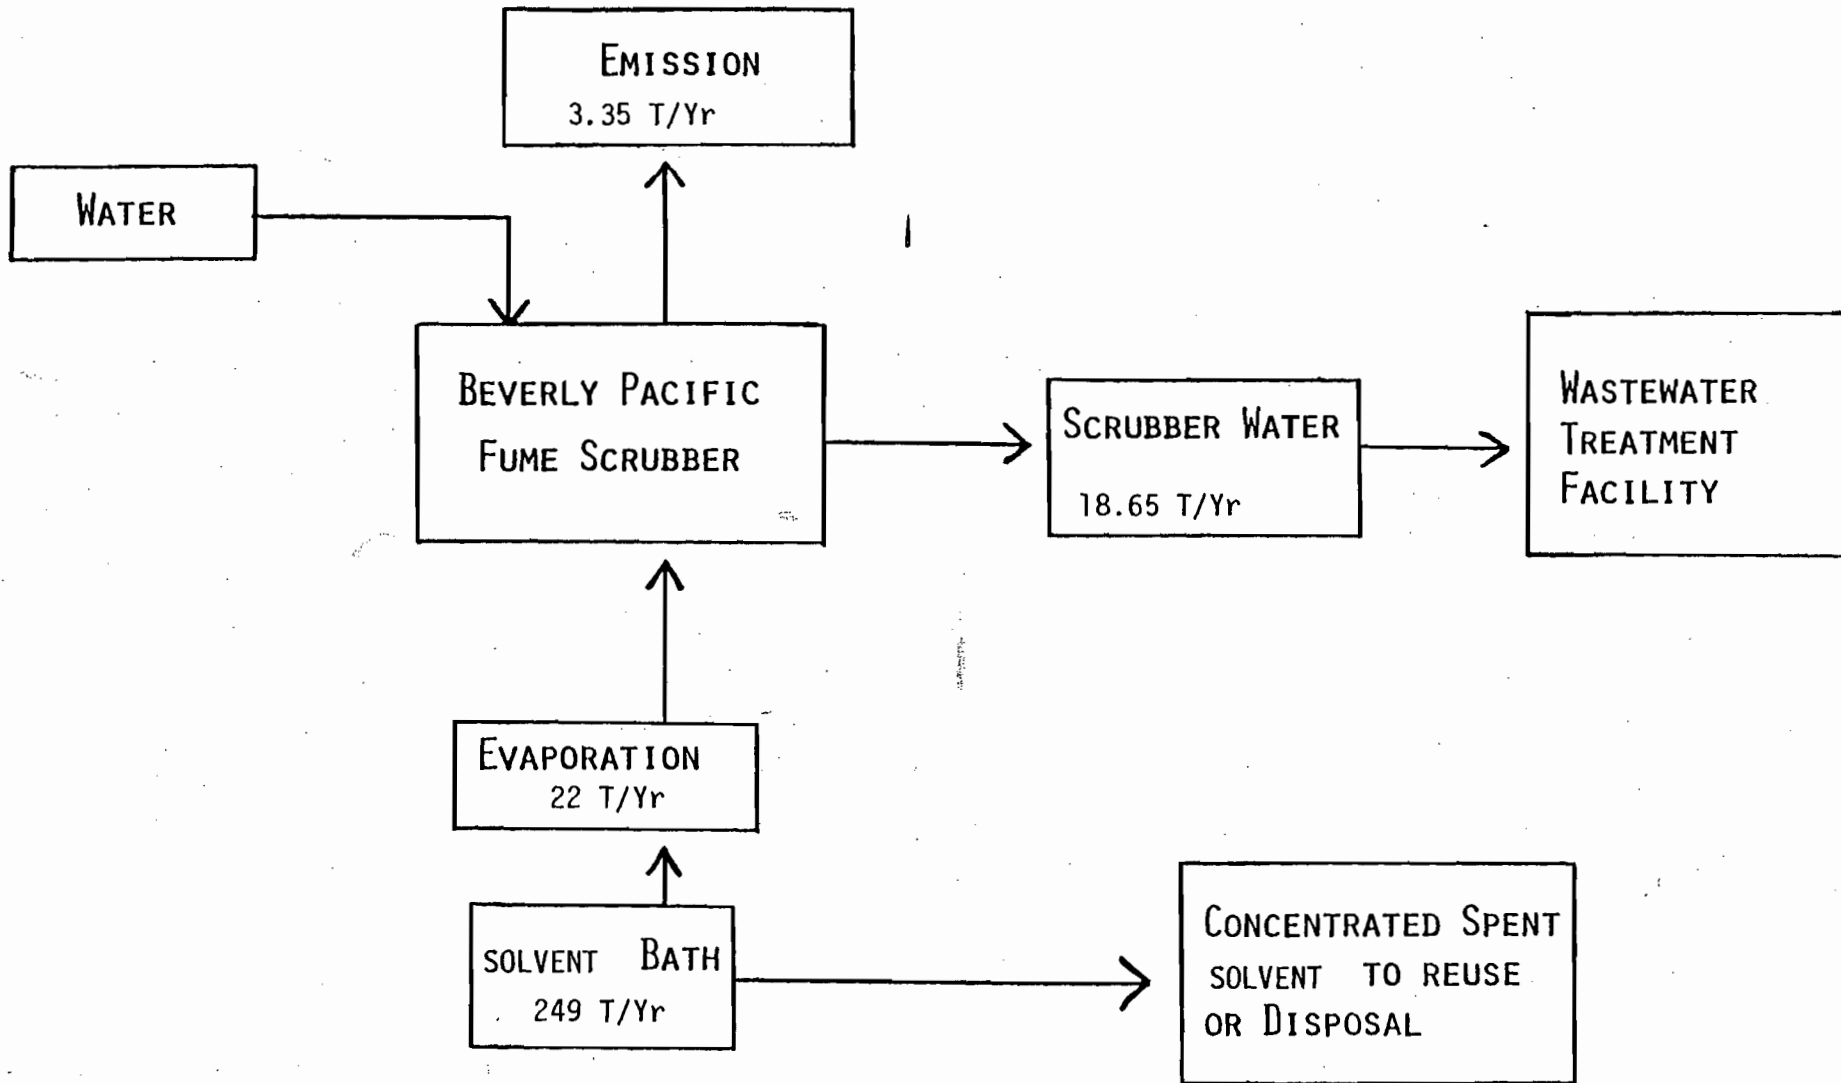 EMISSION
3.35 T/Yr
WATER
BEVERLY PACIFIC
FUME SCRUBBER
SCRUBBER WATER
18.65 T/Yr
WASTEWATER
TREATMENT
FACILITY
EVAPORATION
22 T/Yr
SOLVENT BATH
249 T/Yr
CONCENTRATED SPENT
SOLVENT TO REUSE
OR DISPOSAL